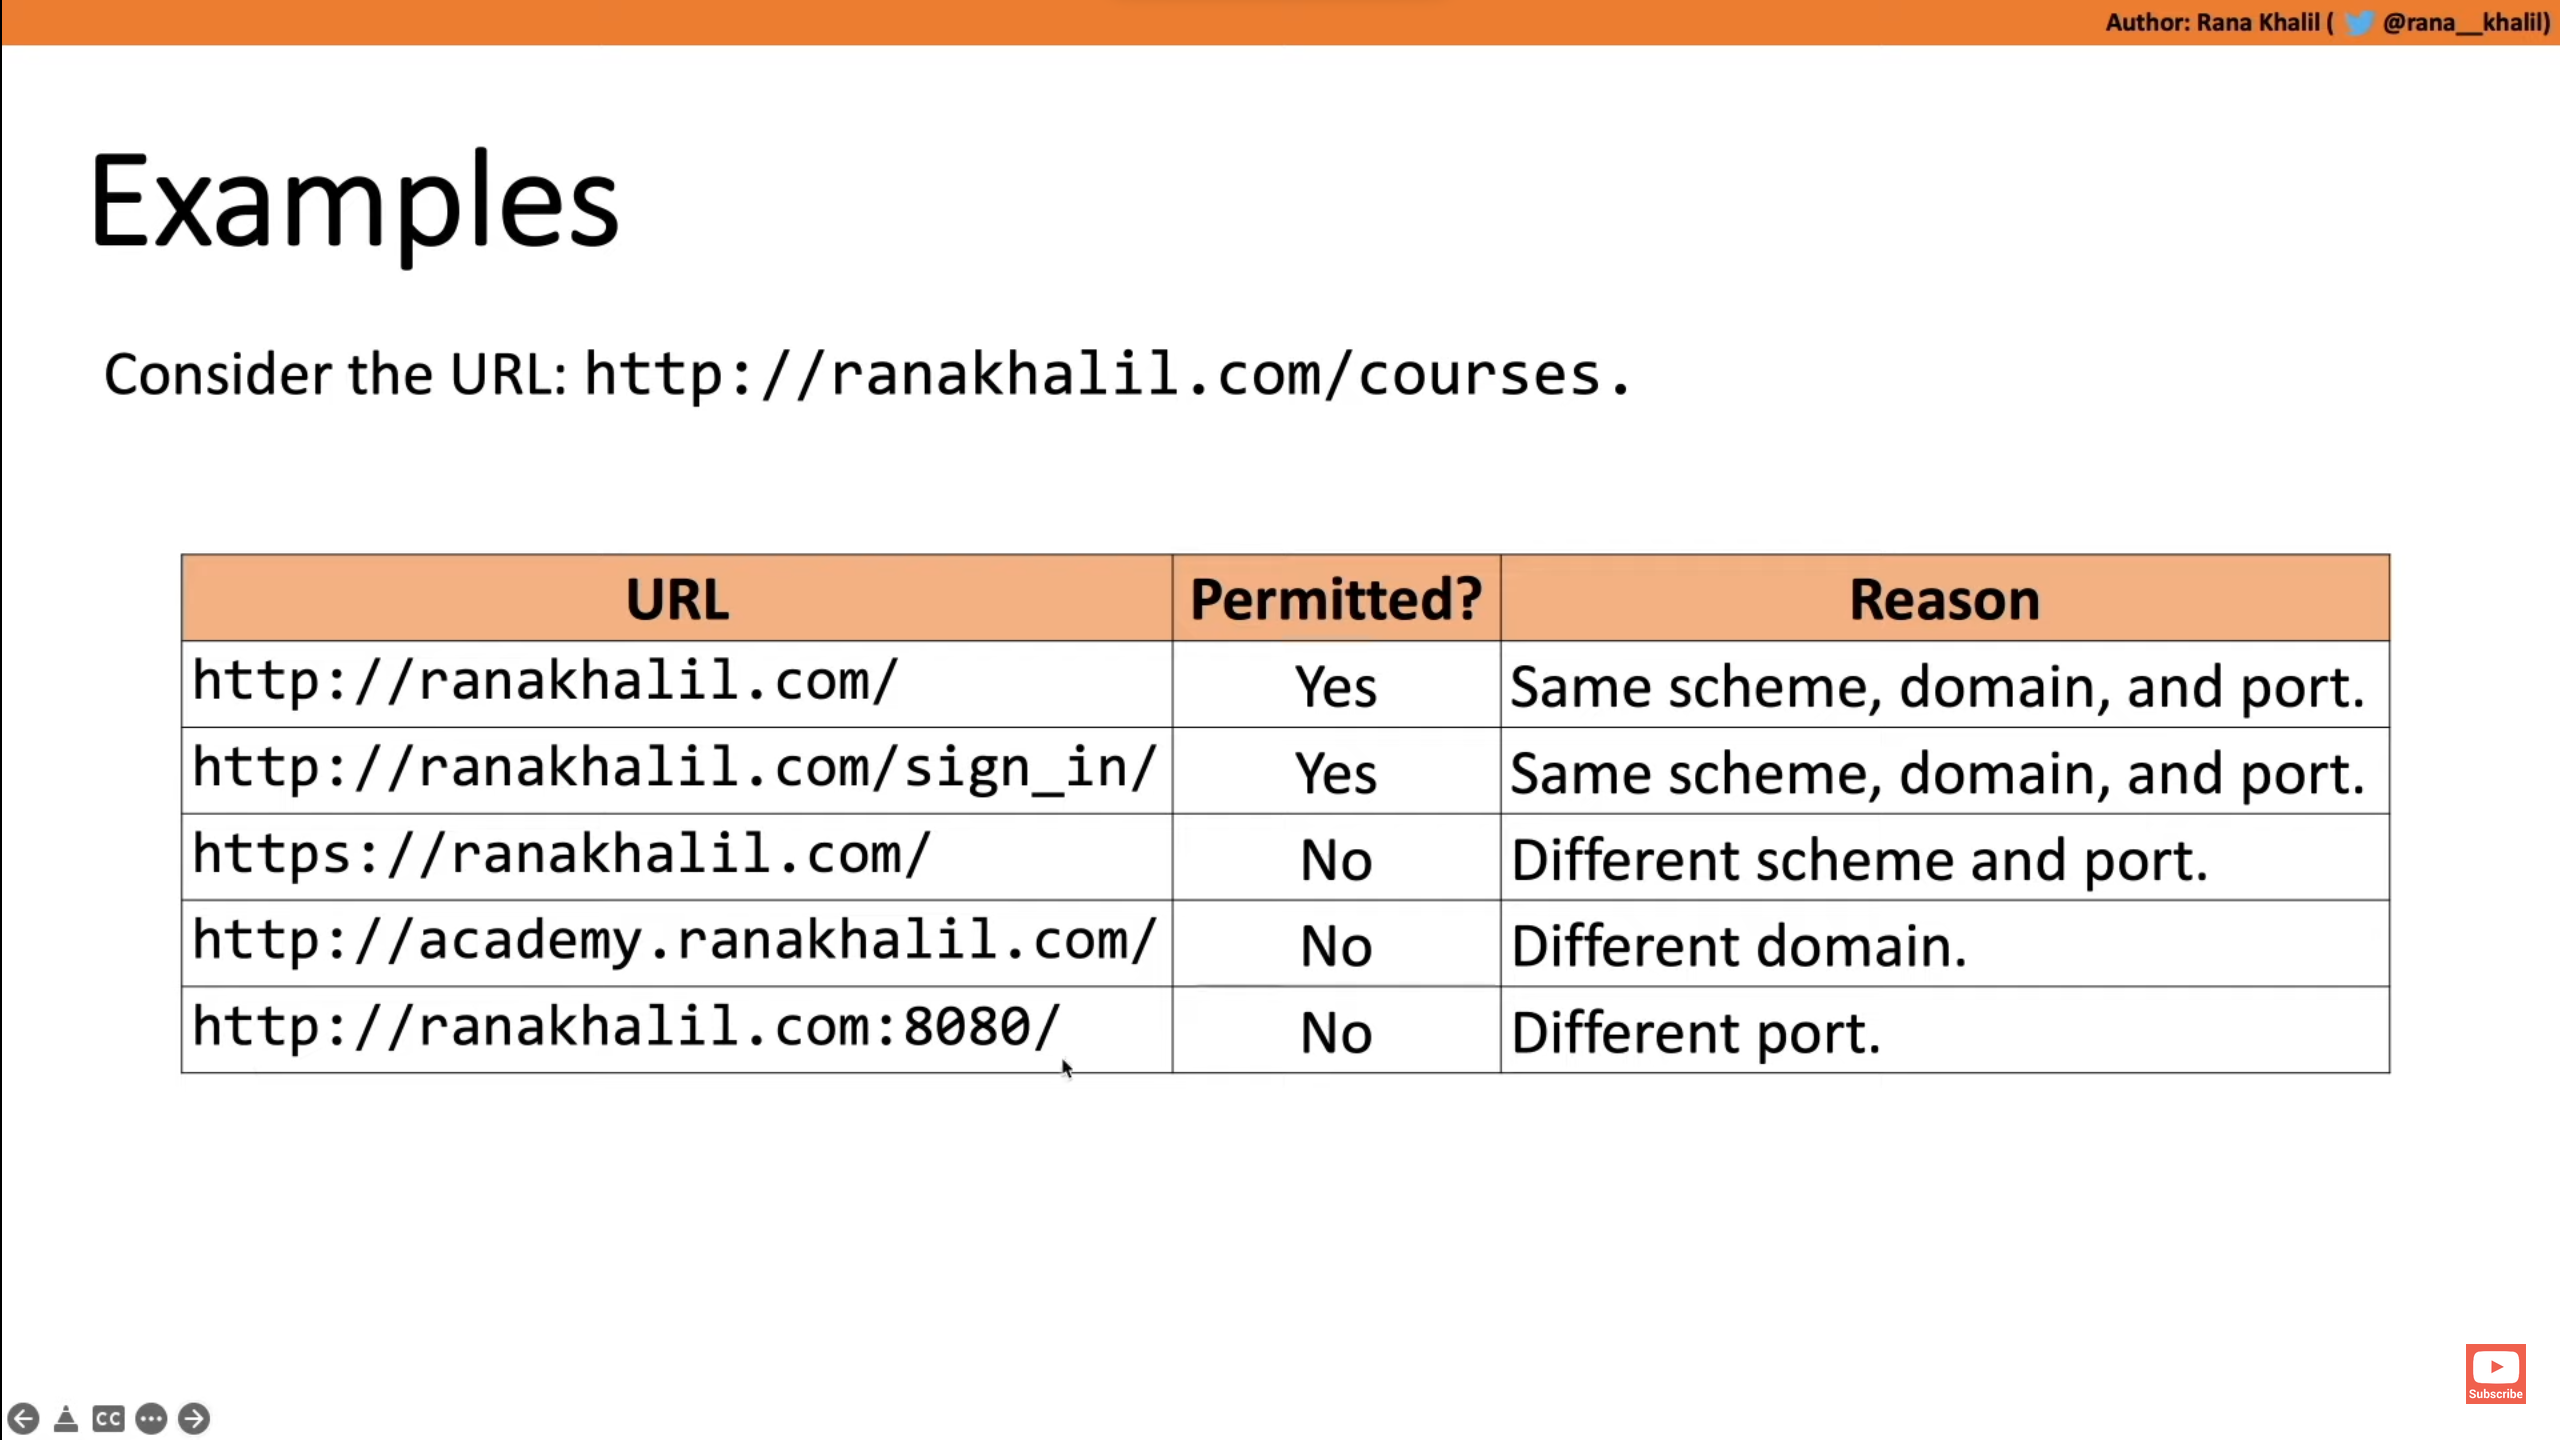 Author: Rana Khalil ( @rana__khalil)
Examples
Consider the URL: http://ranakhalil.com/courses.
URL Permitted? Reason
http://ranakhalil.com/ Yes Same scheme, domain, and port.
http://ranakhalil.com/sign_in/ Yes Same scheme, domain, and port.
https://ranakhalil.com/ No Different scheme and port.
http://academy.ranakhalil.com/ No Different domain.
http://ranakhalil.com:8080/ No Different port.
Subscribe
CC